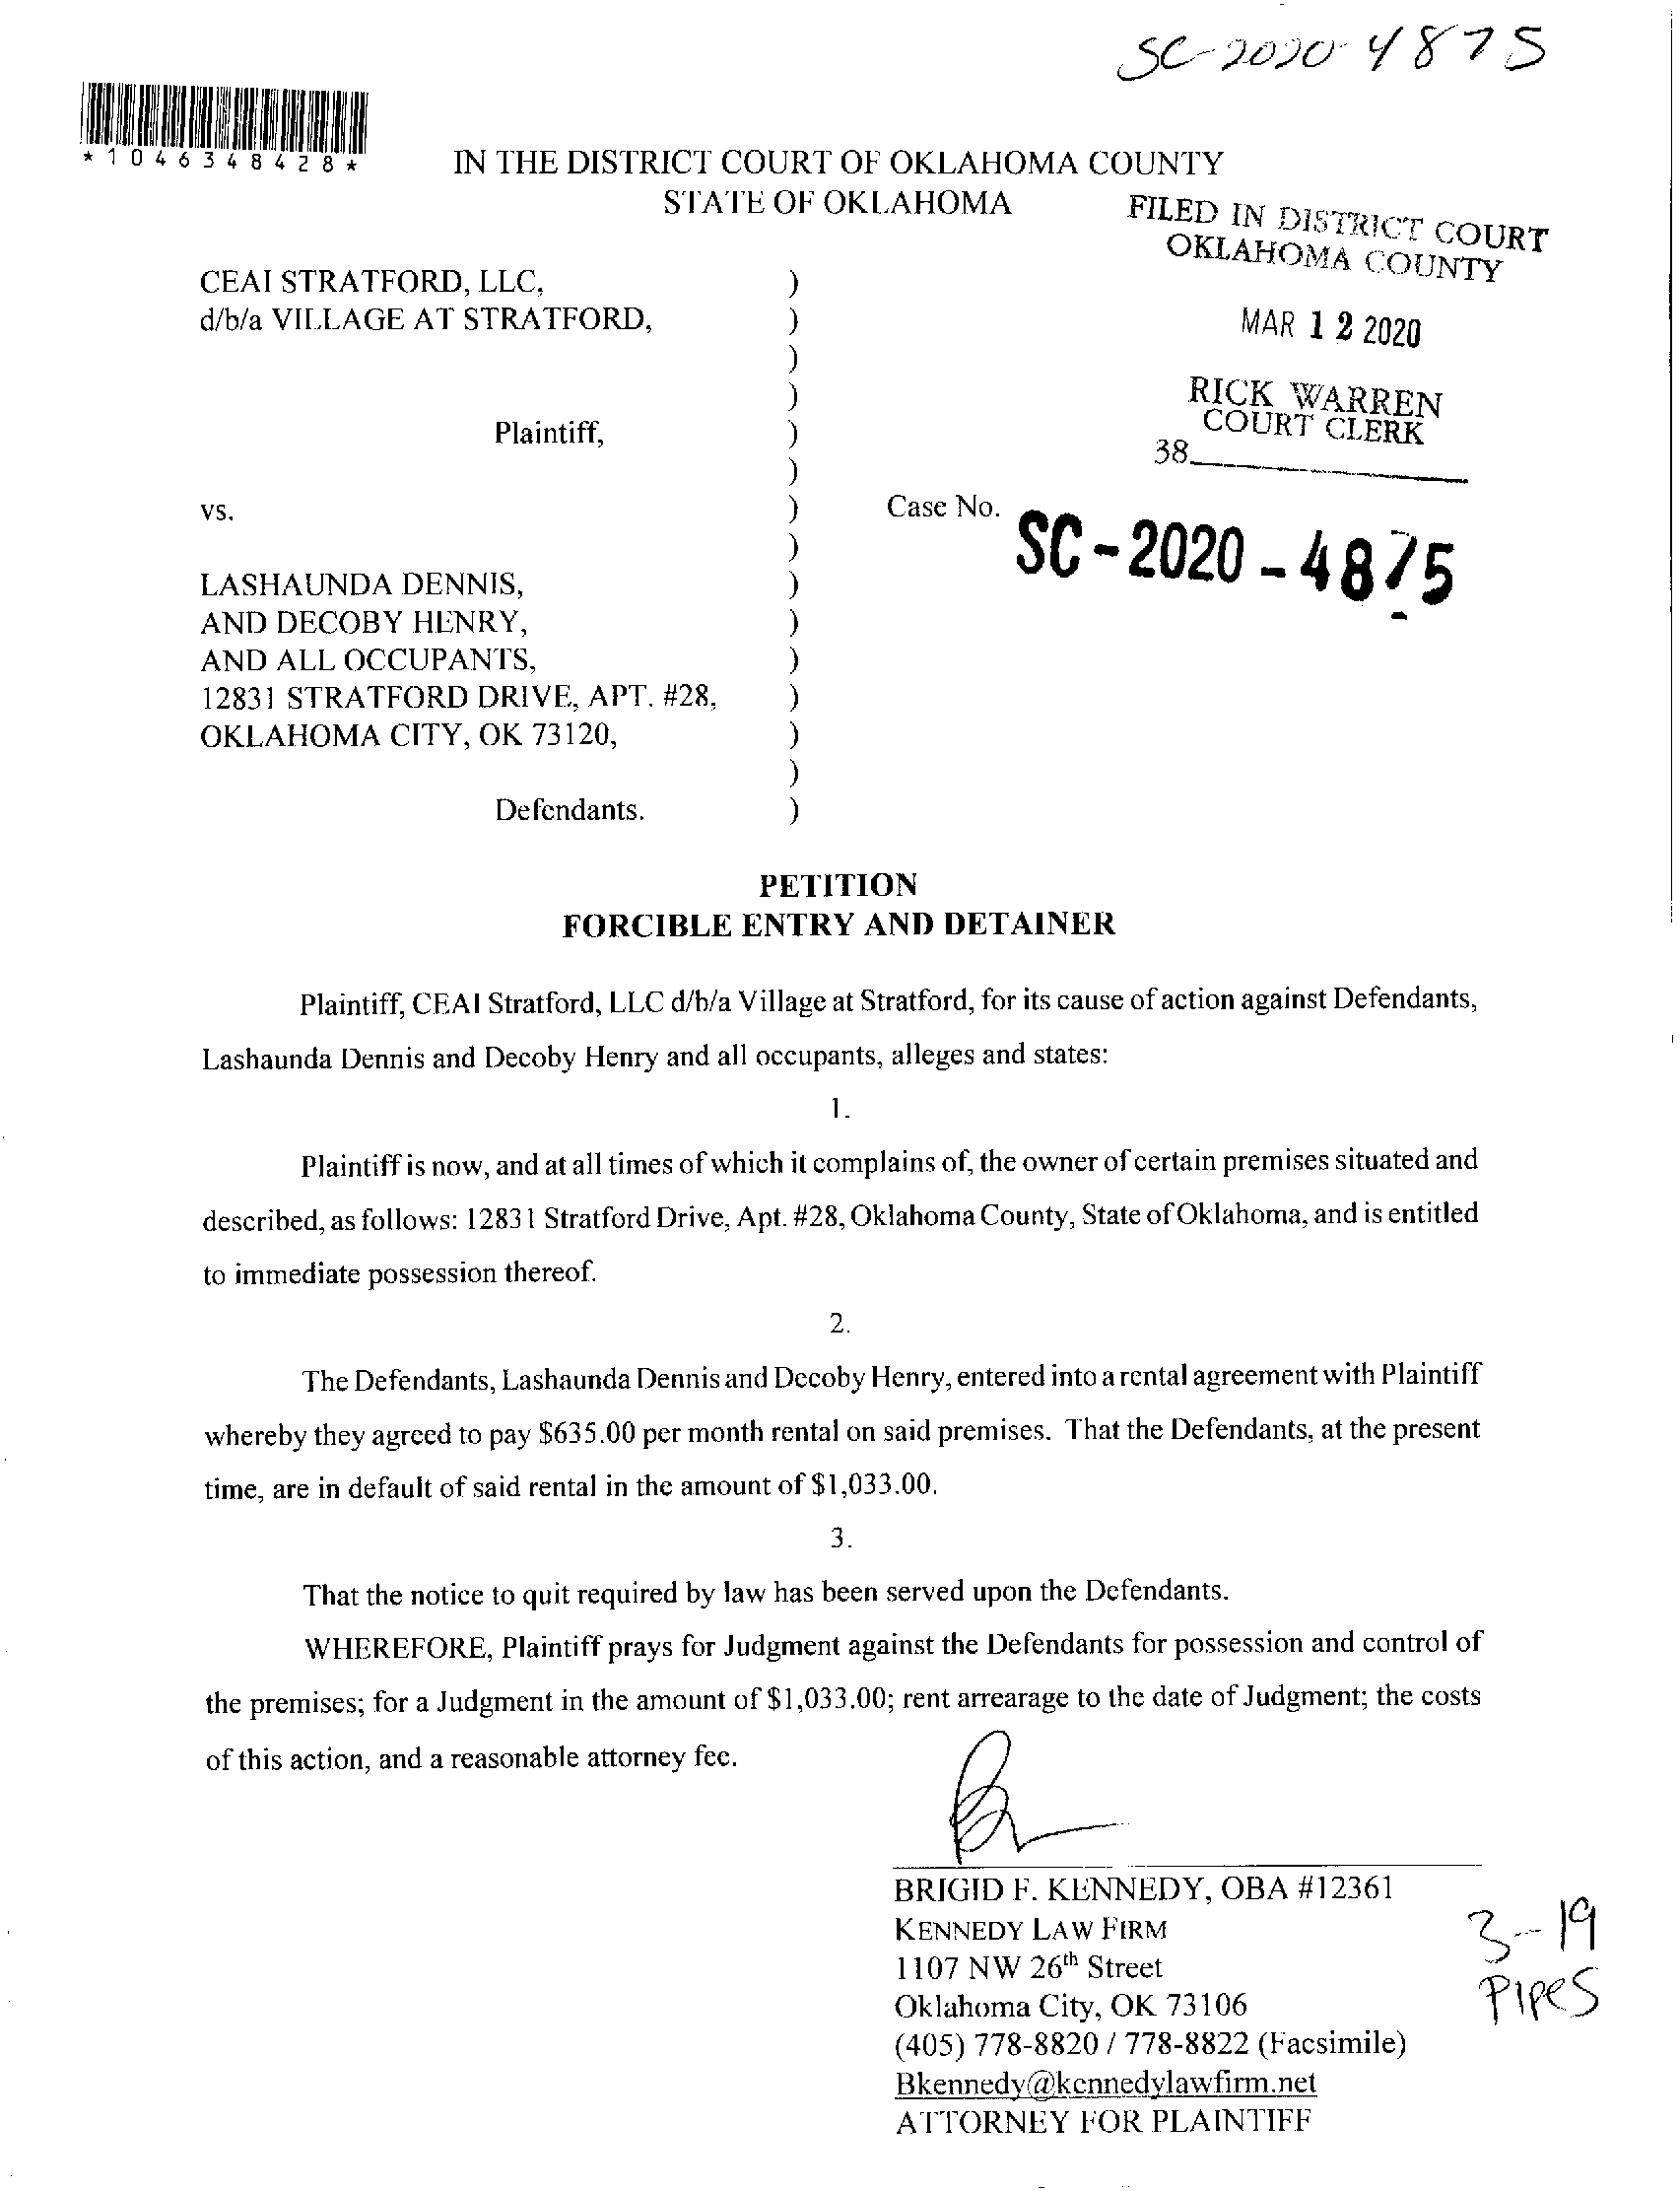 SC-2020-4875
*1046348428*
IN THE DISTRICT COURT OF OKLAHOMA COUNTY
STATE OF OKLAHOMA
FILED IN DISTRICT COURT
OKLAHOMA COUNTY
MAR 12 2020
RICK WARREN
COURT CLERK
38
CEAI STRATFORD, LLC, )
d/b/a VILLAGE AT STRATFORD, )
)
)
Plaintiff, )
)
vs. ) Case No. SC-2020-4875
)
LASHAUNDA DENNIS, )
AND DECOBY HENRY, )
AND ALL OCCUPANTS, )
12831 STRATFORD DRIVE, APT. #28, )
OKLAHOMA CITY, OK 73120, )
)
Defendants. )
PETITION
FORCIBLE ENTRY AND DETAINER
Plaintiff, CEAI Stratford, LLC d/b/a Village at Stratford, for its cause of action against Defendants,
Lashaunda Dennis and Decoby Henry and all occupants, alleges and states:
1.
Plaintiff is now, and at all times of which it complains of, the owner of certain premises situated and
described, as follows: 12831 Stratford Drive, Apt. #28, Oklahoma County, State of Oklahoma, and is entitled
to immediate possession thereof.
2.
The Defendants, Lashaunda Dennis and Decoby Henry, entered into a rental agreement with Plaintiff
whereby they agreed to pay $635.00 per month rental on said premises. That the Defendants, at the present
time, are in default of said rental in the amount of $1,033.00.
3.
That the notice to quit required by law has been served upon the Defendants.
WHEREFORE, Plaintiff prays for Judgment against the Defendants for possession and control of
the premises; for a Judgment in the amount of $1,033.00; rent arrearage to the date of Judgment; the costs
of this action, and a reasonable attorney fee.
BRIGID F. KENNEDY, OBA #12361
KENNEDY LAW FIRM
1107 NW 26th Street
Oklahoma City, OK 73106
(405) 778-8820 / 778-8822 (Facsimile)
Bkennedy@kennedylawfirm.net
ATTORNEY FOR PLAINTIFF
3-19
PIPES